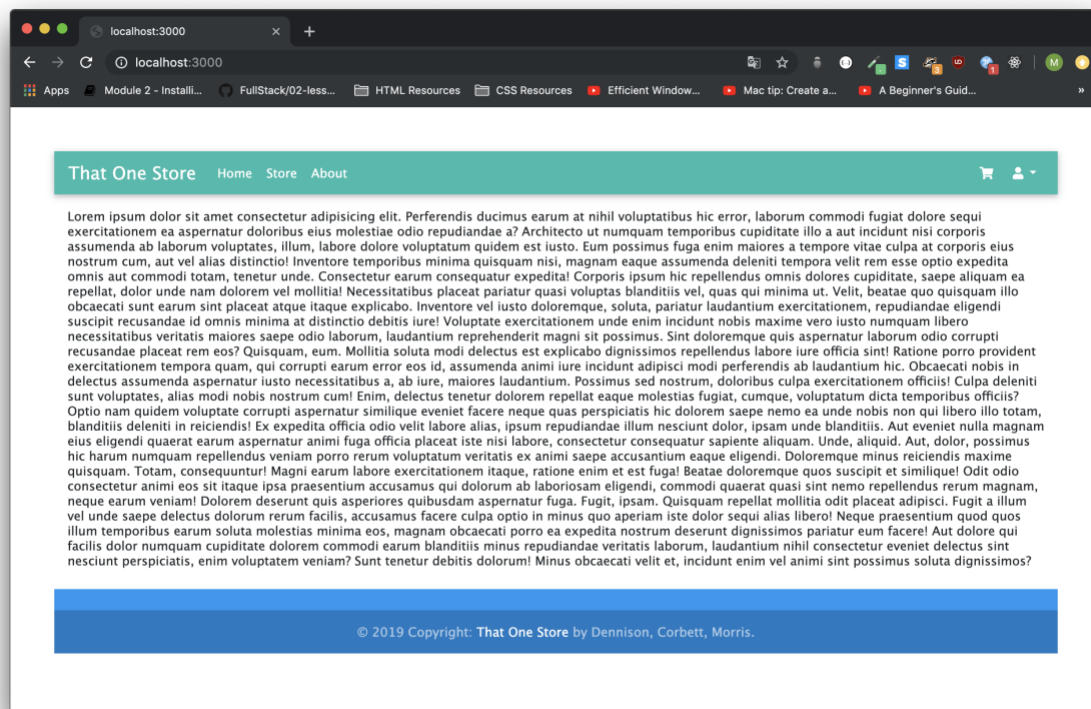 localhost:3000
localhost:3000
Apps Module 2 - Installi... FullStack/02-less... HTML Resources CSS Resources Efficient Window... Mac tip: Create a... A Beginner's Guid... »
That One Store Home Store About
Lorem ipsum dolor sit amet consectetur adipisicing elit. Perferendis ducimus earum at nihil voluptatibus hic error, laborum commodi fugiat dolore sequi
exercitationem ea aspernatur doloribus eius molestiae odio repudiandae a? Architecto ut numquam temporibus cupiditate illo a aut incidunt nisi corporis
assumenda ab laborum voluptates, illum, labore dolore voluptatum quidem est iusto. Eum possimus fuga enim maiores a tempore vitae culpa at corporis eius
nostrum cum, aut vel alias distinctio! Inventore temporibus minima quisquam nisi, magnam eaque assumenda deleniti tempora velit rem esse optio expedita
omnis aut commodi totam, tenetur unde. Consectetur earum consequatur expedita! Corporis ipsum hic repellendus omnis dolores cupiditate, saepe aliquam ea
repellat, dolor unde nam dolorem vel mollitia! Necessitatibus placeat pariatur quasi voluptas blanditiis vel, quas qui minima ut. Velit, beatae quo quisquam illo
obcaecati sunt earum sint placeat atque itaque explicabo. Inventore vel iusto doloremque, soluta, pariatur laudantium exercitationem, repudiandae eligendi
suscipit recusandae id omnis minima at distinctio debitis iure! Voluptate exercitationem unde enim incidunt nobis maxime vero iusto numquam libero
necessitatibus veritatis maiores saepe odio laborum, laudantium reprehenderit magni sit possimus. Sint doloremque quis aspernatur laborum odio corrupti
recusandae placeat rem eos? Quisquam, eum. Mollitia soluta modi delectus est explicabo dignissimos repellendus labore iure officia sint! Ratione porro provident
exercitationem tempora quam, qui corrupti earum error eos id, assumenda animi iure incidunt adipisci modi perferendis ab laudantium hic. Obcaecati nobis in
delectus assumenda aspernatur iusto necessitatibus a, ab iure, maiores laudantium. Possimus sed nostrum, doloribus culpa exercitationem officiis! Culpa deleniti
sunt voluptates, alias modi nobis nostrum cum! Enim, delectus tenetur dolorem repellat eaque molestias fugiat, cumque, voluptatum dicta temporibus officiis?
Optio nam quidem voluptate corrupti aspernatur similique eveniet facere neque quas perspiciatis hic dolorem saepe nemo ea unde nobis non qui libero illo totam,
blanditiis deleniti in reiciendis! Ex expedita officia odio velit labore alias, ipsum repudiandae illum nesciunt dolor, ipsam unde blanditiis. Aut eveniet nulla magnam
eius eligendi quaerat earum aspernatur animi fuga officia placeat iste nisi labore, consectetur consequatur sapiente aliquam. Unde, aliquid. Aut, dolor, possimus
hic harum numquam repellendus veniam porro rerum voluptatum veritatis ex animi saepe accusantium eaque eligendi. Doloremque minus reiciendis maxime
quisquam. Totam, consequuntur! Magni earum labore exercitationem itaque, ratione enim et est fuga! Beatae doloremque quos suscipit et similique! Odit odio
consectetur animi eos sit itaque ipsa praesentium accusamus qui dolorum ab laboriosam eligendi, commodi quaerat quasi sint nemo repellendus rerum magnam,
neque earum veniam! Dolorem deserunt quis asperiores quibusdam aspernatur fuga. Fugit, ipsam. Quisquam repellat mollitia odit placeat adipisci. Fugit a illum
vel unde saepe delectus dolorum rerum facilis, accusamus facere culpa optio in minus quo aperiam iste dolor sequi alias libero! Neque praesentium quod quos
illum temporibus earum soluta molestias minima eos, magnam obcaecati porro ea expedita nostrum deserunt dignissimos pariatur eum facere! Aut dolore qui
facilis dolor numquam cupiditate dolorem commodi earum blanditiis minus repudiandae veritatis laborum, laudantium nihil consectetur eveniet delectus sint
nesciunt perspiciatis, enim voluptatem veniam? Sunt tenetur debitis dolorum! Minus obcaecati velit et, incidunt enim vel animi sint possimus soluta dignissimos?
© 2019 Copyright: That One Store by Dennison, Corbett, Morris.